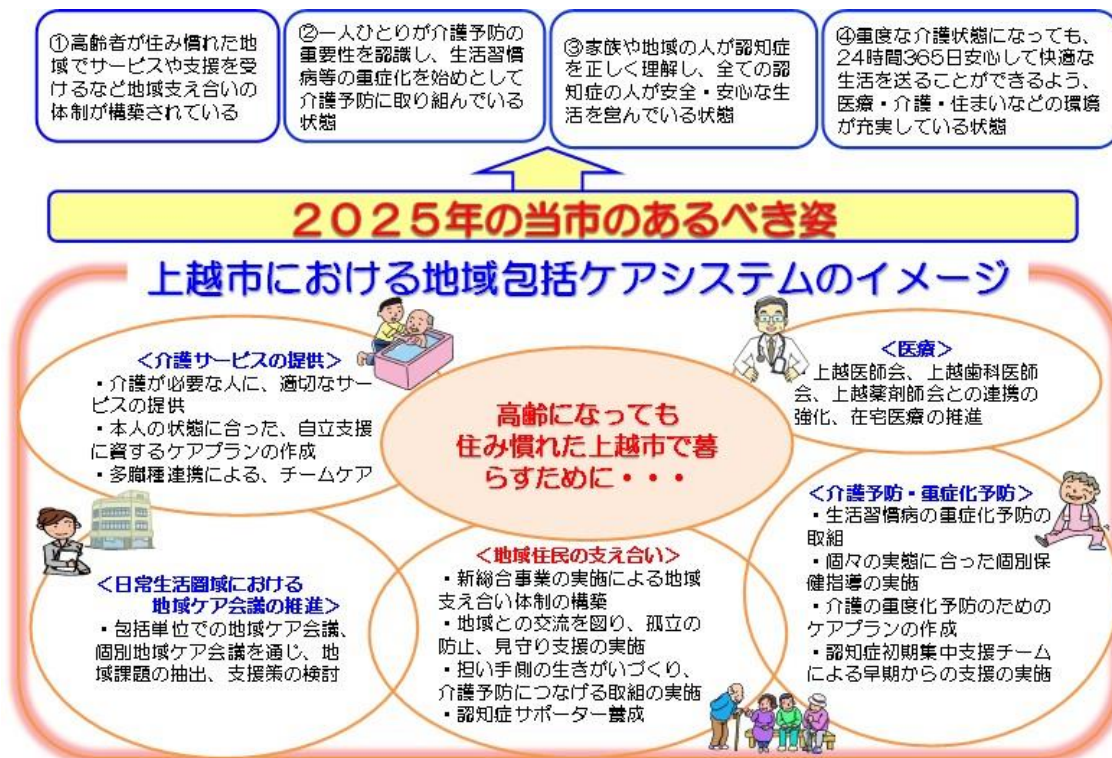 ①高齢者が住み慣れた地
域でサービスや支援を受
けるなど地域支え合いの
体制が構築されている
②一人ひとりが介護予防の
重要性を認識し、生活習慣
病等の重症化を始めとして
介護予防に取り組んでいる
状態
③家族や地域の人が認知症
を正しく理解し、全ての認
知症の人が安全・安心な生
活を営んでいる状態
④重度な介護状態になっても、
24時間365日安心して快適な
生活を送ることができるよう、
医療・介護・住まいなどの環境
が充実している状態
2025年の当市のあるべき姿
上越市における地域包括ケアシステムのイメージ
<介護サービスの提供>
・介護が必要な人に、適切なサー
ビスの提供
・本人の状態に合った、自立支援
に資するケアプランの作成
・多職種連携による、チームケア
高齢になっても
住み慣れた上越市で暮
らすために・・・
<医療>
・上越医師会、上越歯科医師
会、上越薬剤師会との連携の
強化、在宅医療の推進
<日常生活圏域における
地域ケア会議の推進>
・包括単位での地域ケア会議、
個別地域ケア会議を通じ、地
域課題の抽出、支援策の検討
<地域住民の支え合い>
・新総合事業の実施による地域
支え合い体制の構築
・地域との交流を図り、孤立の
防止、見守り支援の実施
・担い手側の生きがいづくり、
介護予防につなげる取組の実施
・認知症サポーター養成
<介護予防・重症化予防>
・生活習慣病の重症化予防の
取組
・個々の実態に合った個別保
健指導の実施
・介護の重度化予防のための
ケアプランの作成
・認知症初期集中支援チーム
による早期からの支援の実施